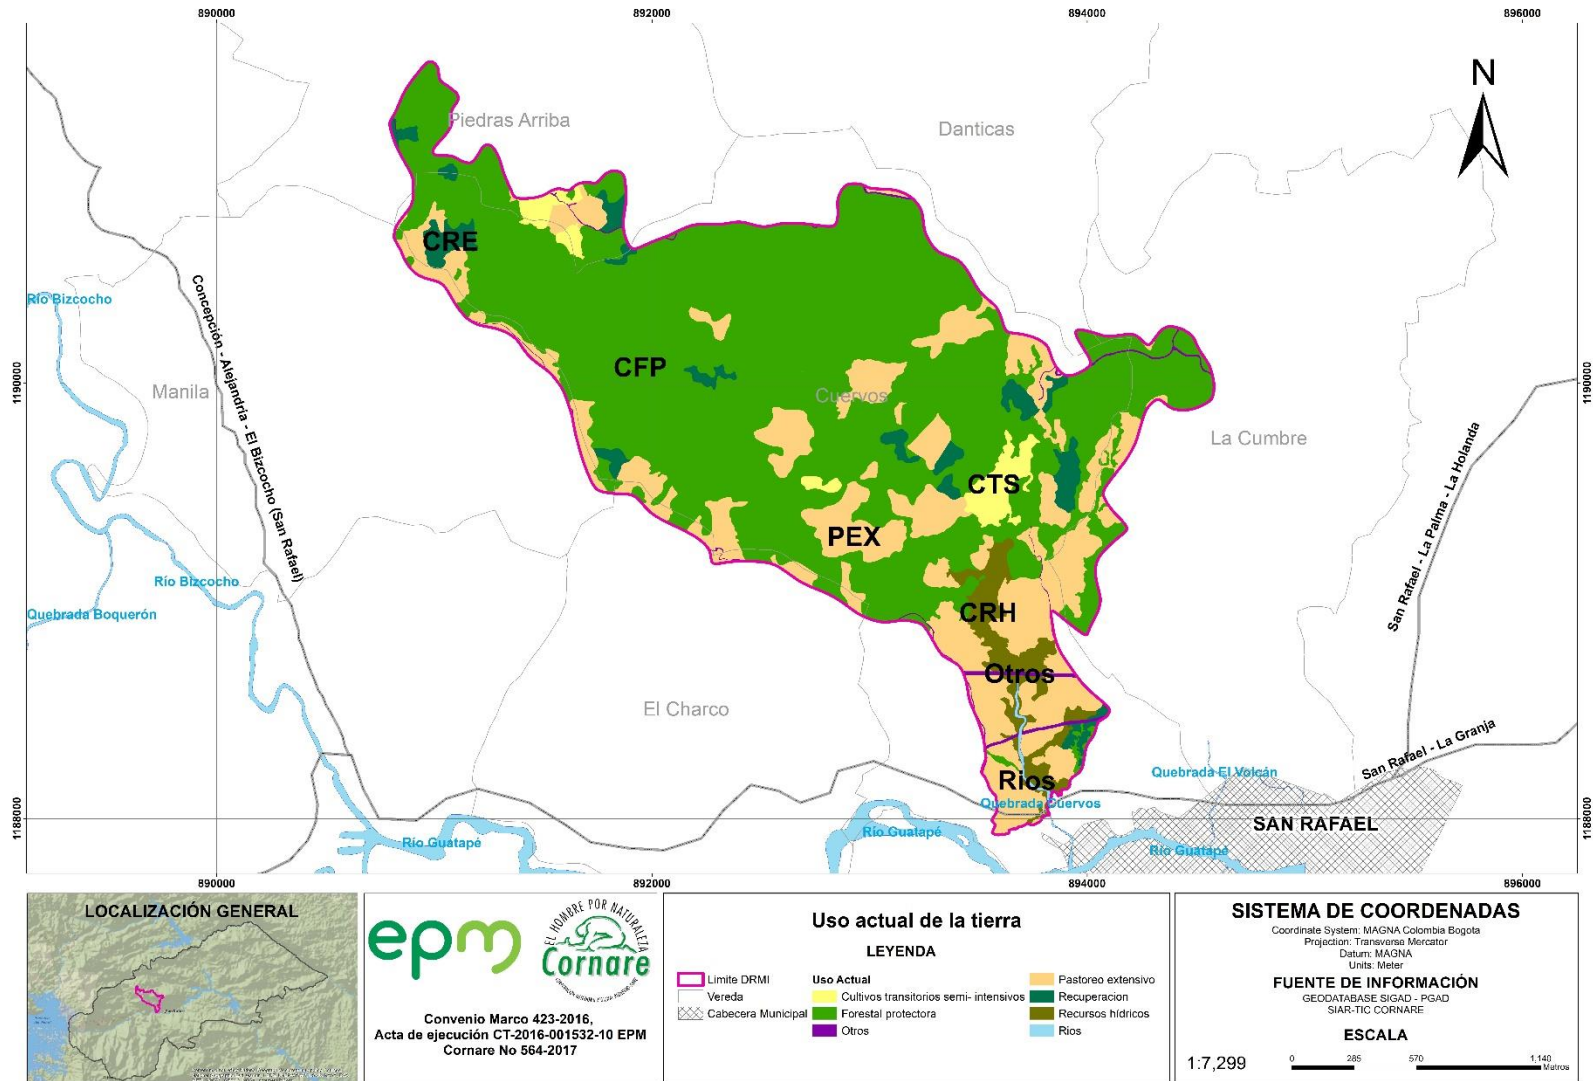 890000
892000
894000
896000
N
Piedras Arriba
Danticas
CRE
Río Bizcocho
Concepción - Alejandría - El Bizcocho (San Rafael)
CFP
1190000
1190000
Manila
Cuervos
La Cumbre
San Rafael - La Palma - La Holanda
CTS
PEX
Río Bizcocho
Quebrada Boquerón
CRH
Otros
El Charco
San Rafael - La Granja
Quebrada El Volcán
Rios
Quebrada Cuervos
1188000
1188000
Río Guatapé
SAN RAFAEL
Río Guatapé
Río Guatapé
890000
892000
894000
896000
LOCALIZACIÓN GENERAL
epm
EL HOMBRE POR NATURALEZA
Cornare
Convenio Marco 423-2016,
Acta de ejecución CT-2016-001532-10 EPM
Cornare No 564-2017
Uso actual de la tierra
LEYENDA
Limite DRMI
Vereda
Cabecera Municipal
Uso Actual
Cultivos transitorios semi- intensivos
Forestal protectora
Otros
Pastoreo extensivo
Recuperacion
Recursos hídricos
Rios
SISTEMA DE COORDENADAS
Coordinate System: MAGNA Colombia Bogota
Projection: Transverse Mercator
Datum: MAGNA
Units: Meter
FUENTE DE INFORMACIÓN
GEODATABASE SIGAD - PGAD
SIAR-TIC CORNARE
ESCALA
1:7,299
0 285 570 1,140
Metros